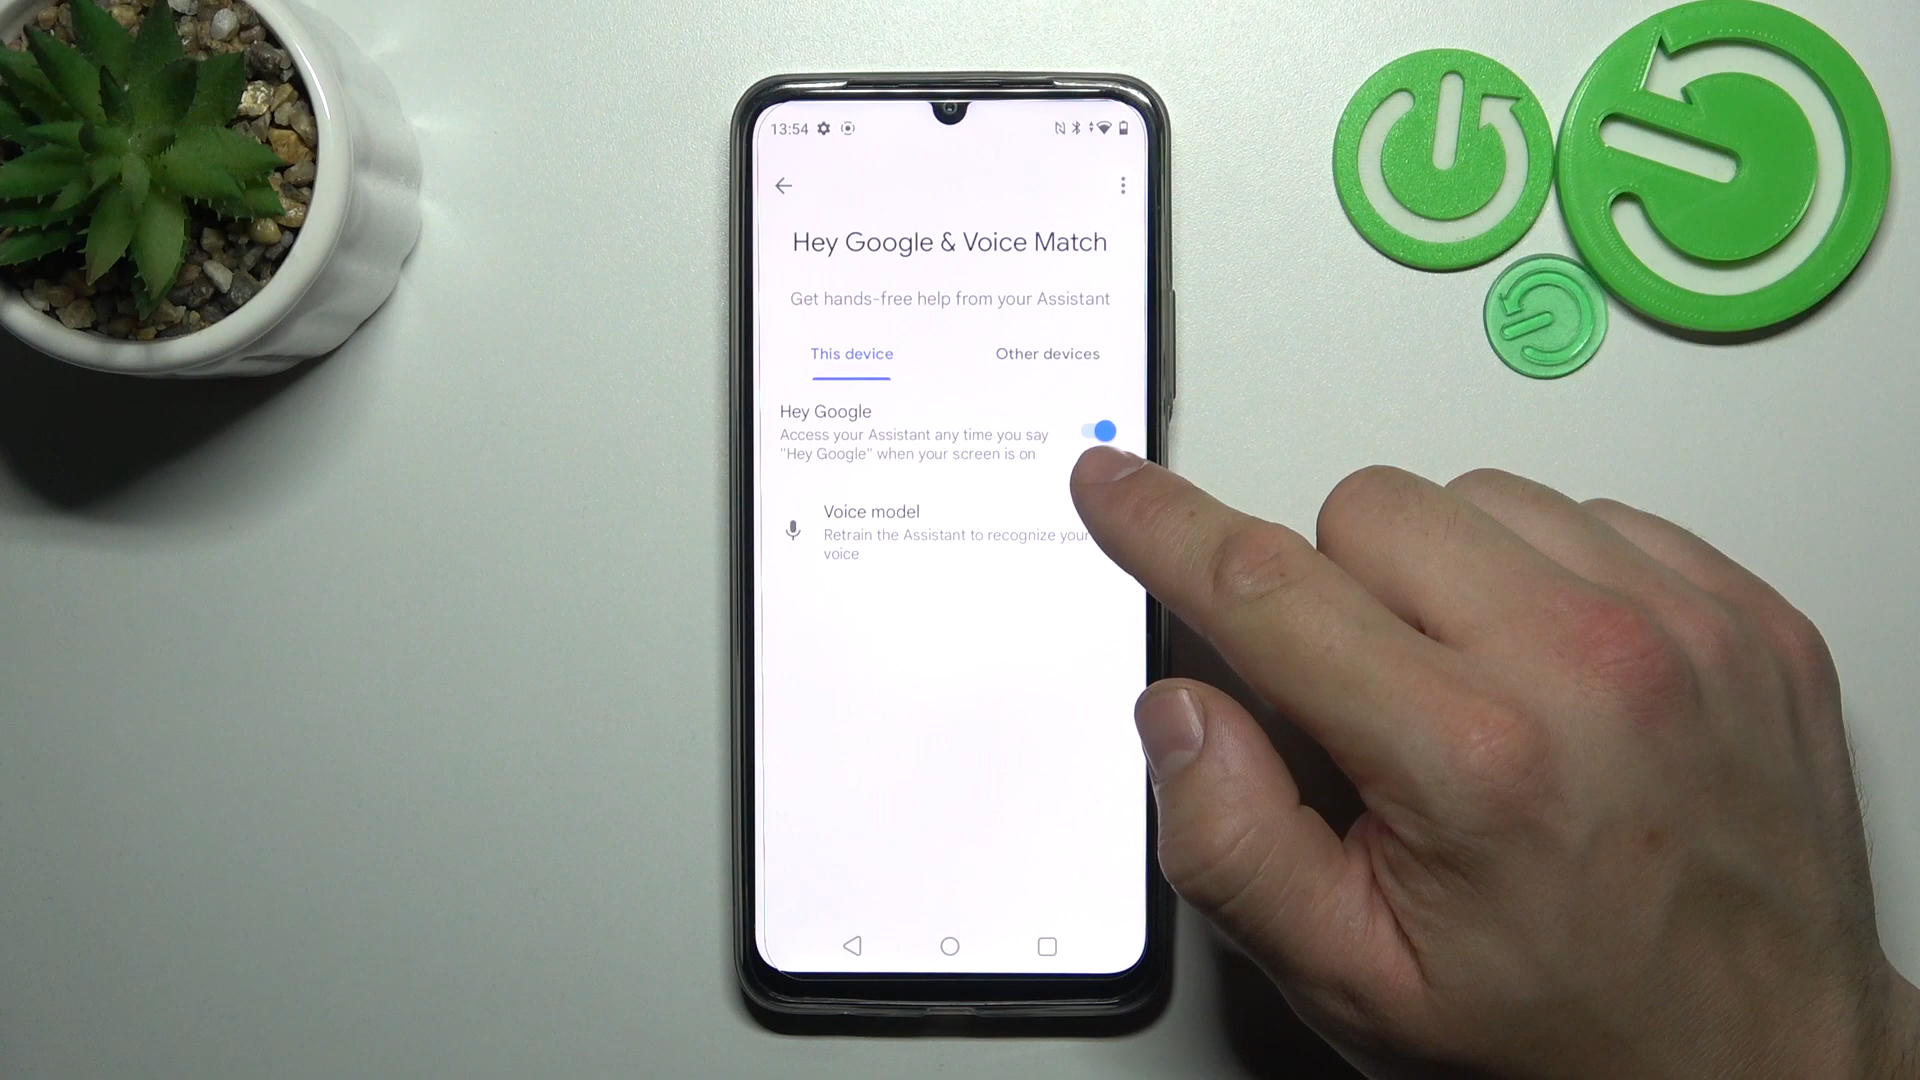 13:54
Hey Google & Voice Match
Get hands-free help from your Assistant
This device
Other devices
Hey Google
Access your Assistant any time you say
"Hey Google" when your screen is on
Voice model
Retrain the Assistant to recognize your
voice